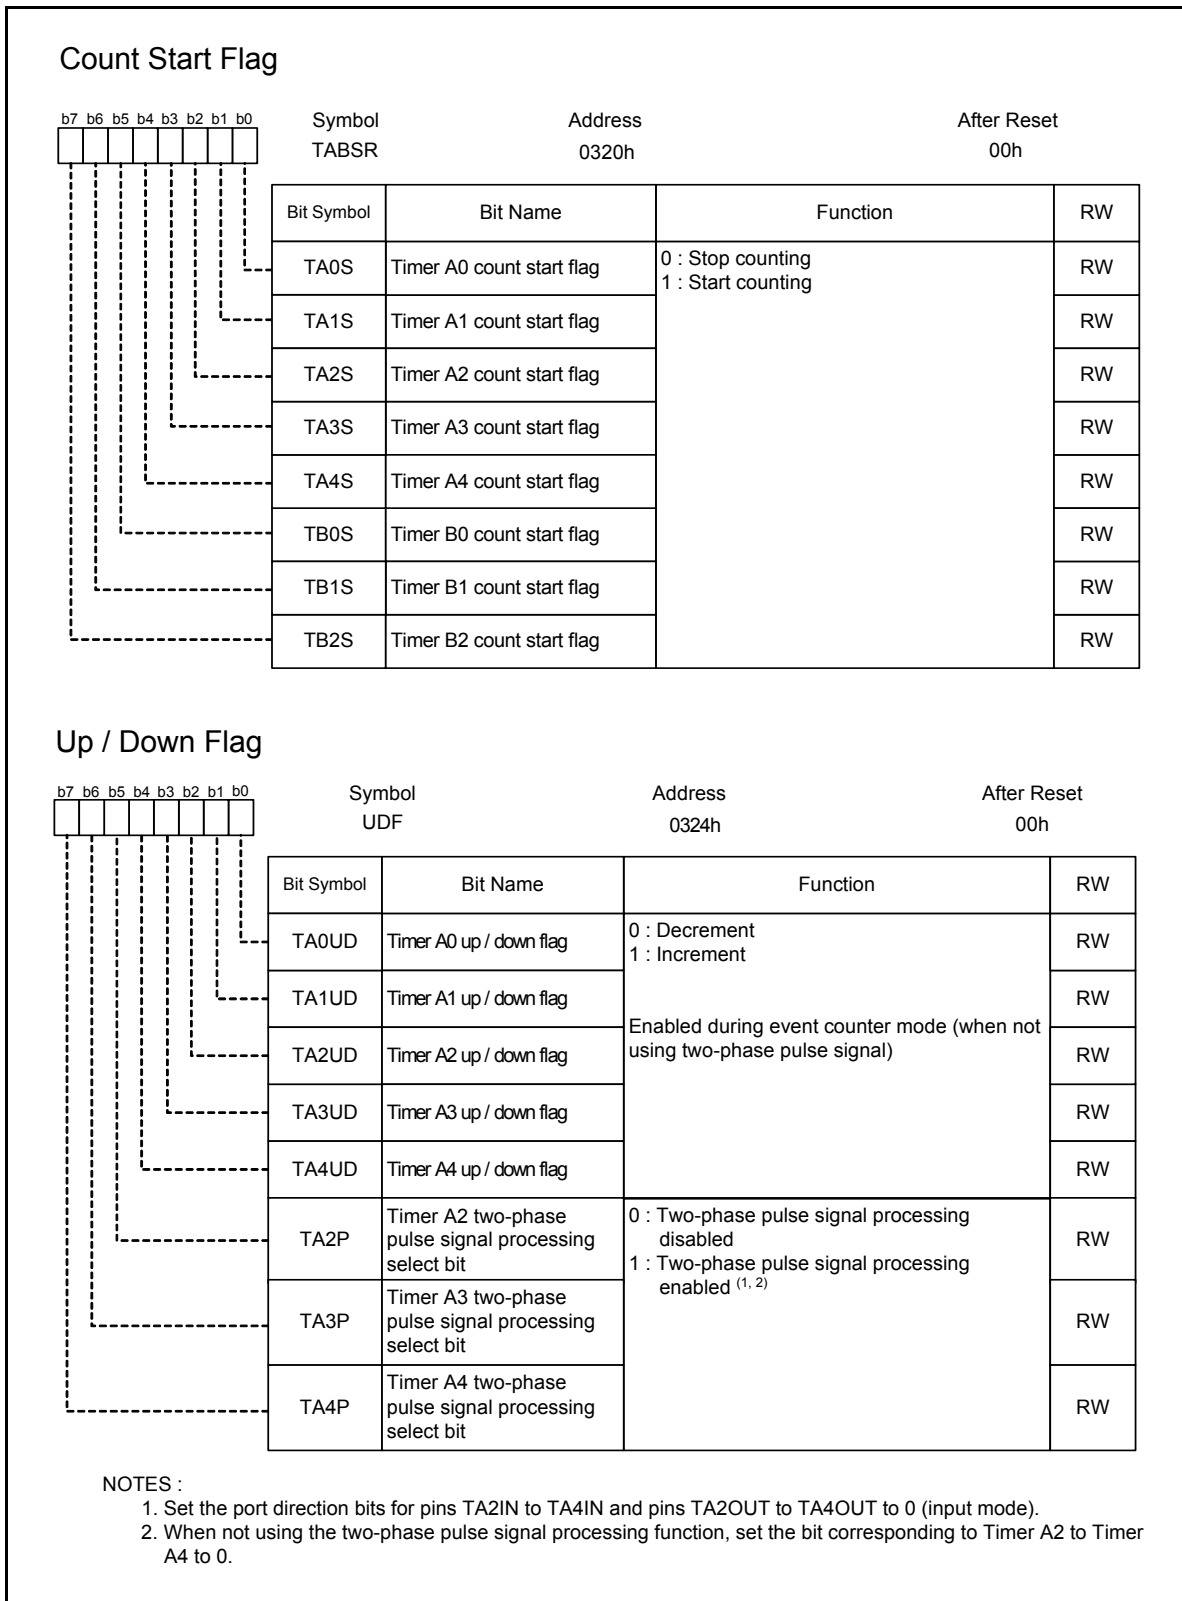 Count Start Flag
b7 b6 b5 b4 b3 b2 b1 b0
Symbol Address After Reset
TABSR 0320h 00h
Bit Symbol Bit Name Function RW
TA0S Timer A0 count start flag 0 : Stop counting RW
1 : Start counting
TA1S Timer A1 count start flag RW
TA2S Timer A2 count start flag RW
TA3S Timer A3 count start flag RW
TA4S Timer A4 count start flag RW
TB0S Timer B0 count start flag RW
TB1S Timer B1 count start flag RW
TB2S Timer B2 count start flag RW
Up / Down Flag
b7 b6 b5 b4 b3 b2 b1 b0
Symbol Address After Reset
UDF 0324h 00h
Bit Symbol Bit Name Function RW
TA0UD Timer A0 up / down flag 0 : Decrement RW
1 : Increment
TA1UD Timer A1 up / down flag RW
Enabled during event counter mode (when not
using two-phase pulse signal)
TA2UD Timer A2 up / down flag RW
TA3UD Timer A3 up / down flag RW
TA4UD Timer A4 up / down flag RW
TA2P Timer A2 two-phase
pulse signal processing
select bit
0 : Two-phase pulse signal processing
disabled
1 : Two-phase pulse signal processing
enabled (1, 2)
RW
TA3P Timer A3 two-phase
pulse signal processing
select bit
RW
TA4P Timer A4 two-phase
pulse signal processing
select bit
RW
NOTES :
1. Set the port direction bits for pins TA2IN to TA4IN and pins TA2OUT to TA4OUT to 0 (input mode).
2. When not using the two-phase pulse signal processing function, set the bit corresponding to Timer A2 to Timer
A4 to 0.